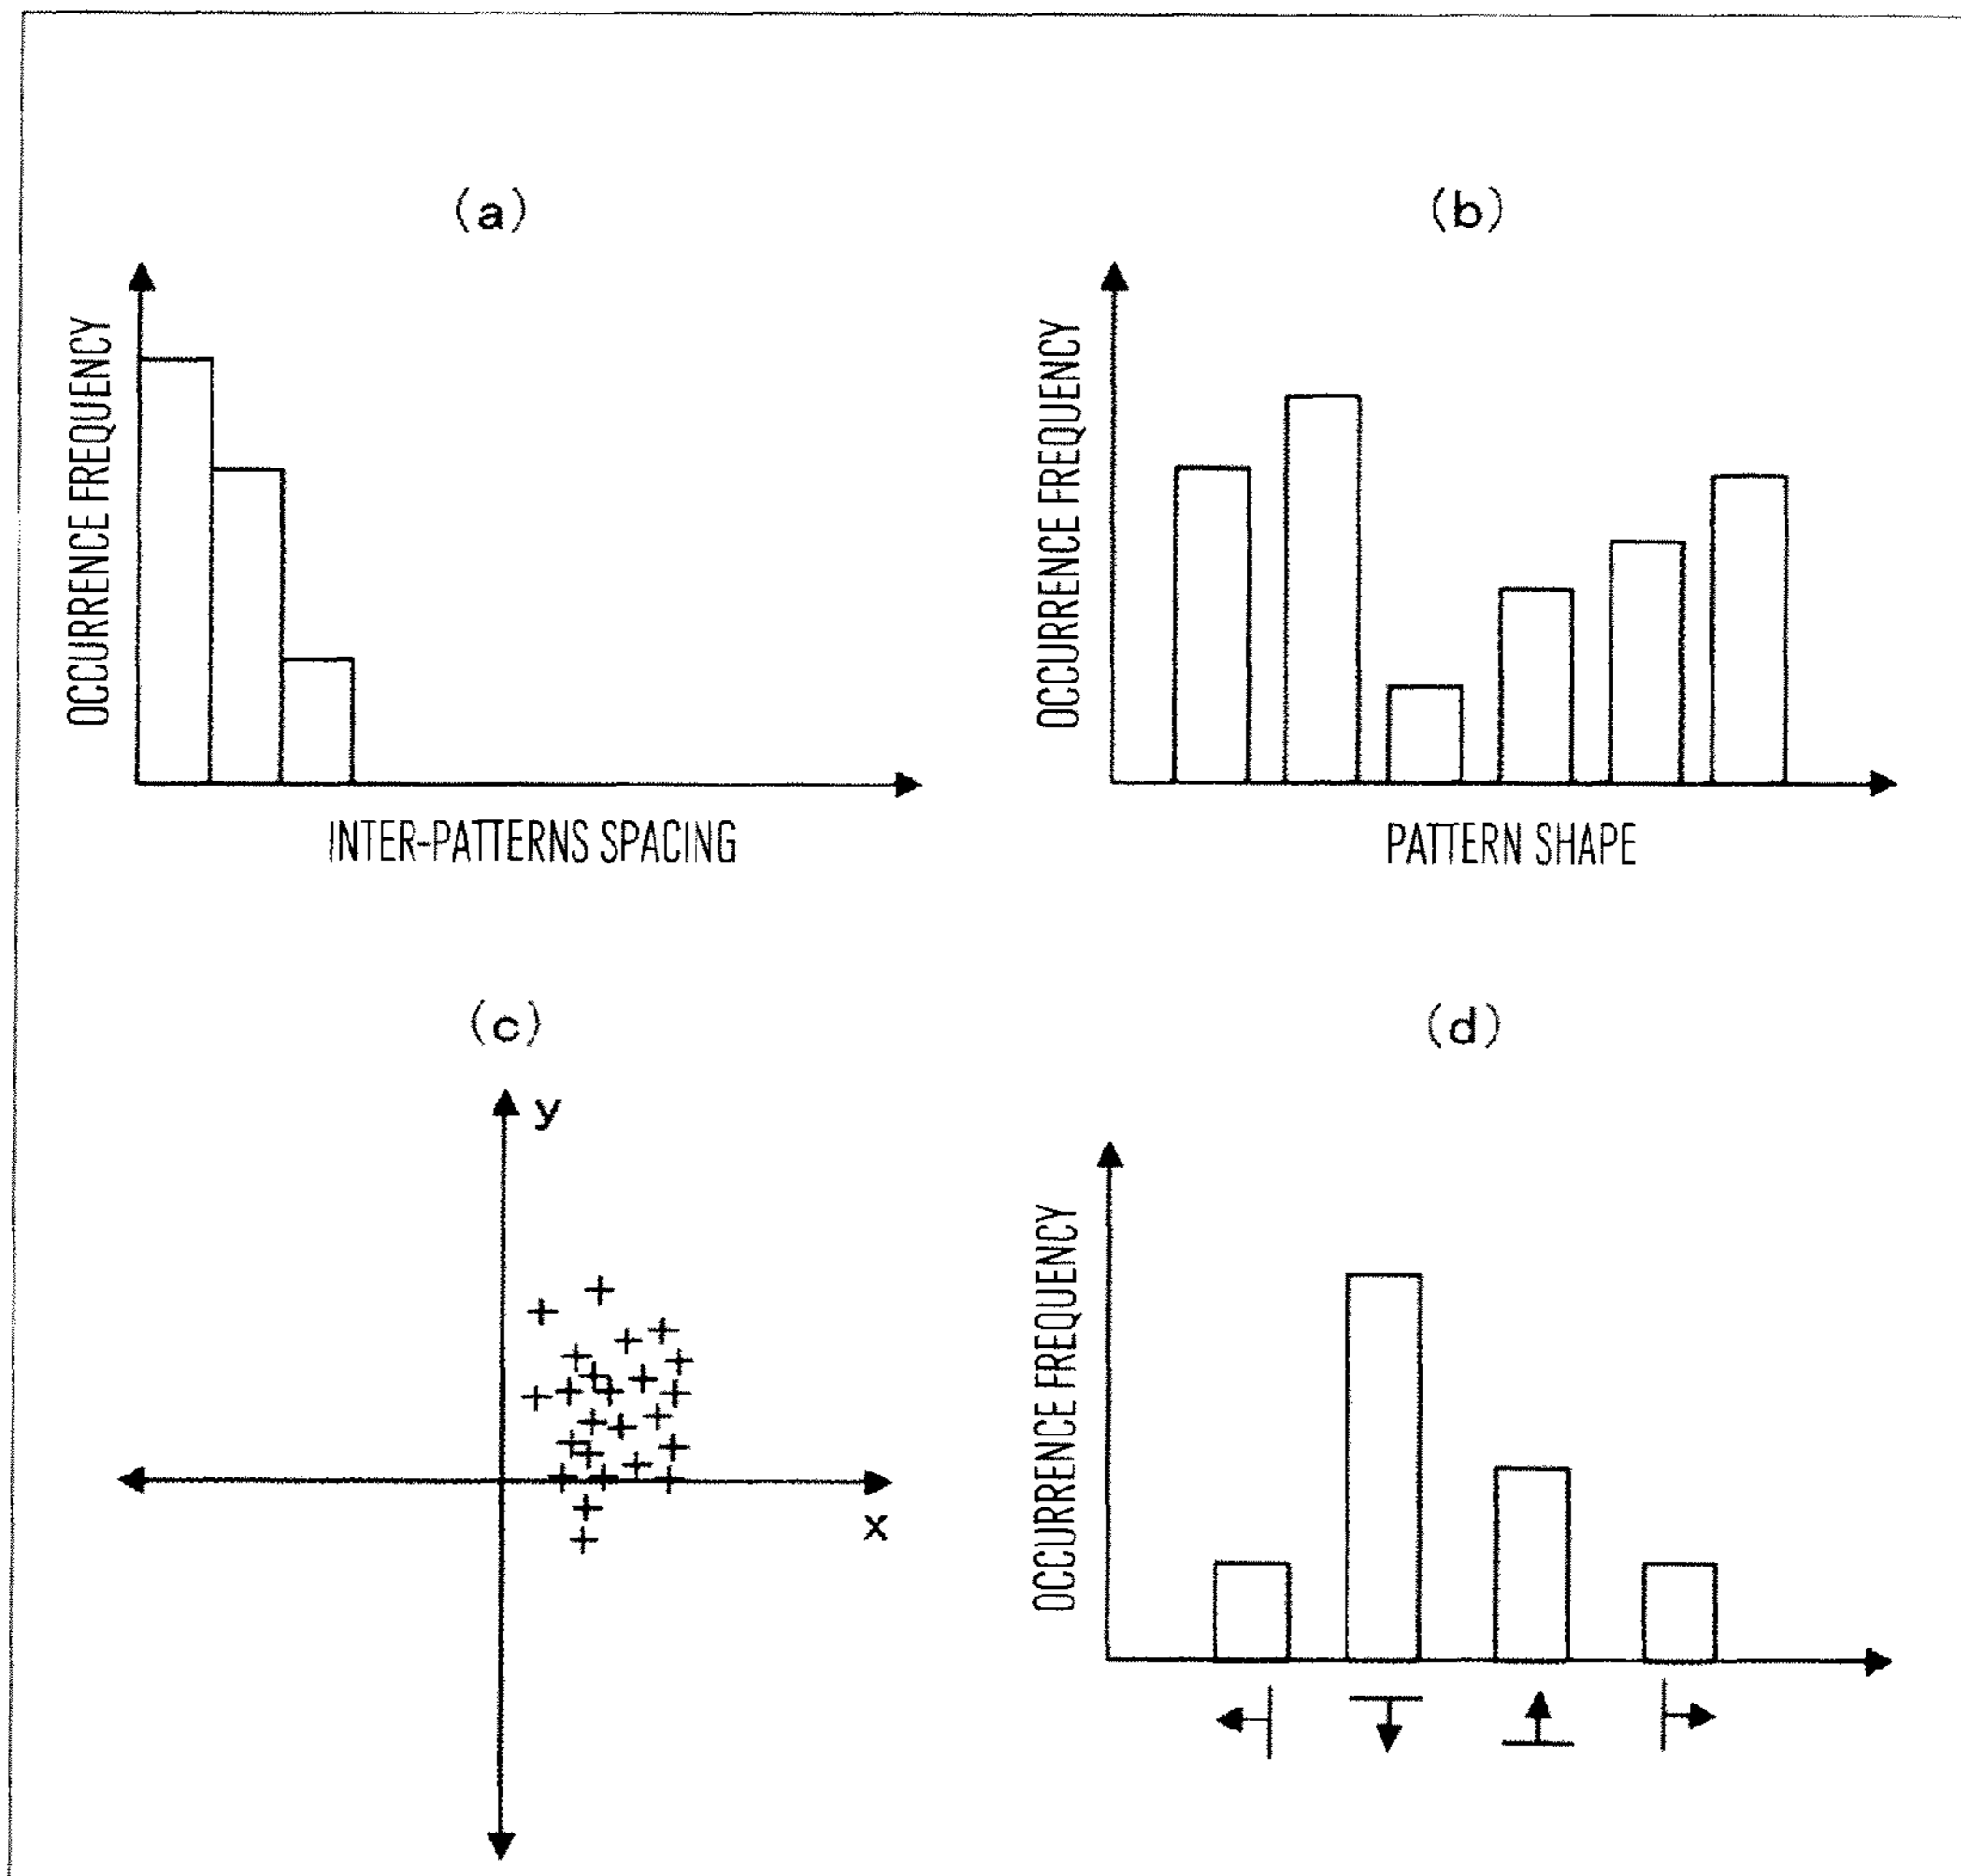 (a)
OCCURRENCE FREQUENCY
INTER-PATTERNS SPACING
(b)
OCCURRENCE FREQUENCY
PATTERN SHAPE
(c)
y
x
(d)
OCCURRENCE FREQUENCY